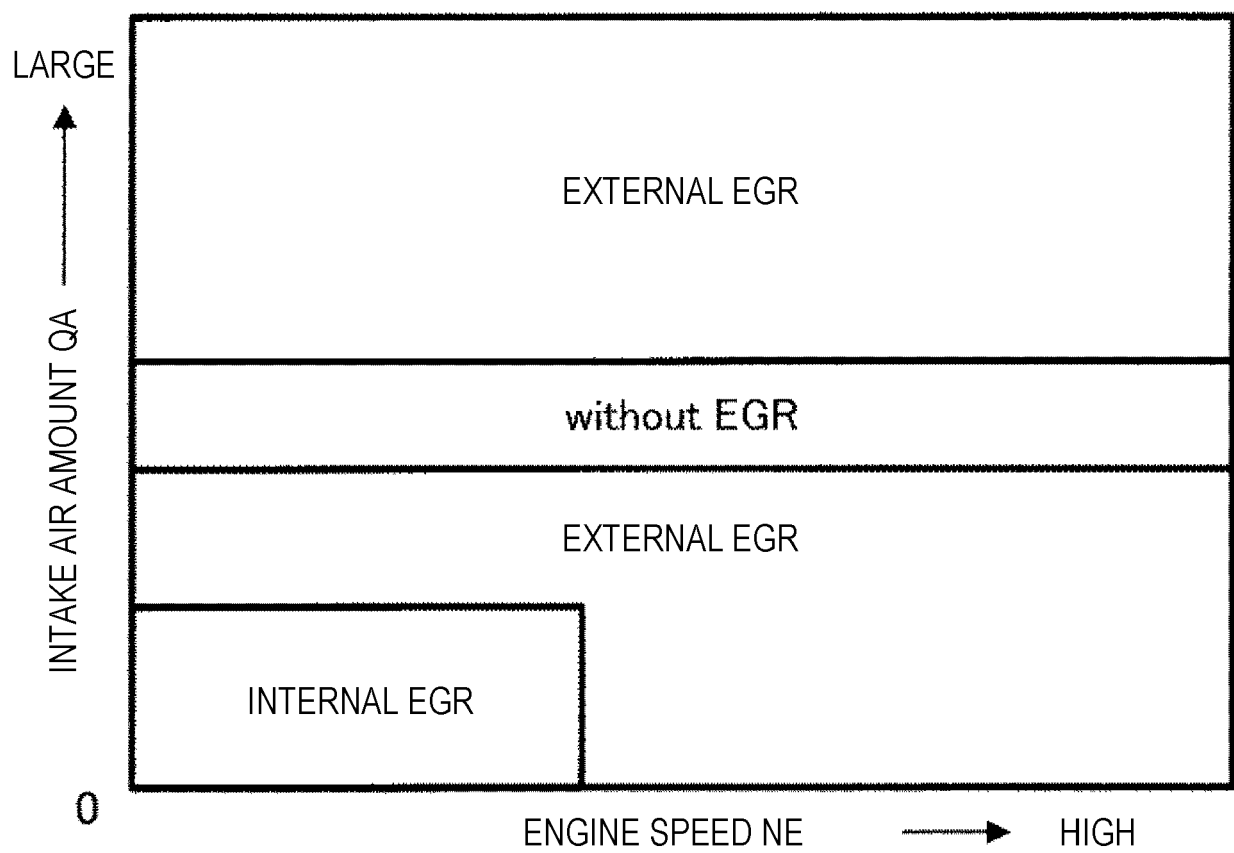 LARGE
EXTERNAL EGR
INTAKE AIR AMOUNT QA
without EGR
EXTERNAL EGR
INTERNAL EGR
0
ENGINE SPEED NE
HIGH